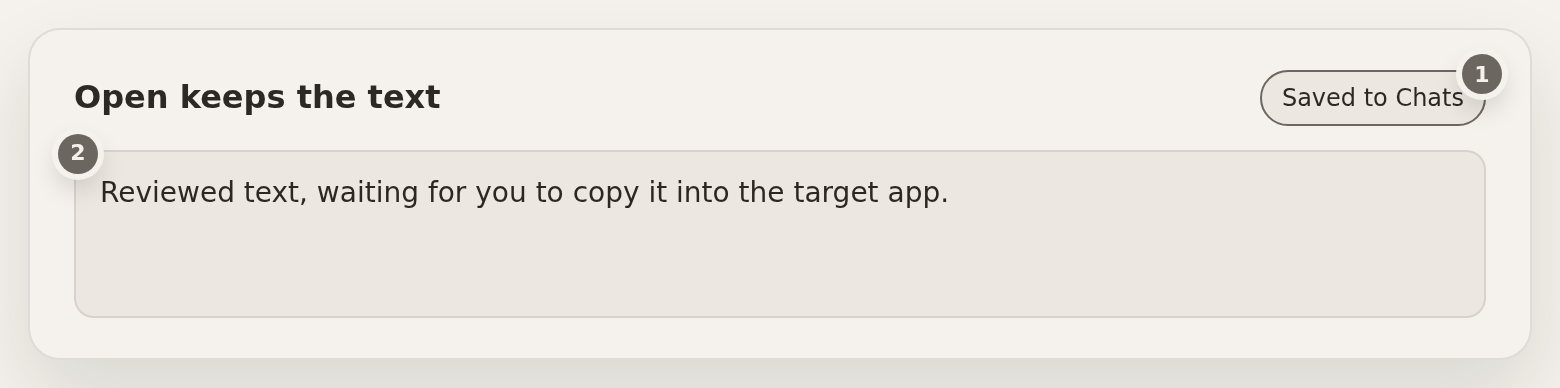 Open keeps the text
Saved to Chats
1
2
Reviewed text, waiting for you to copy it into the target app.